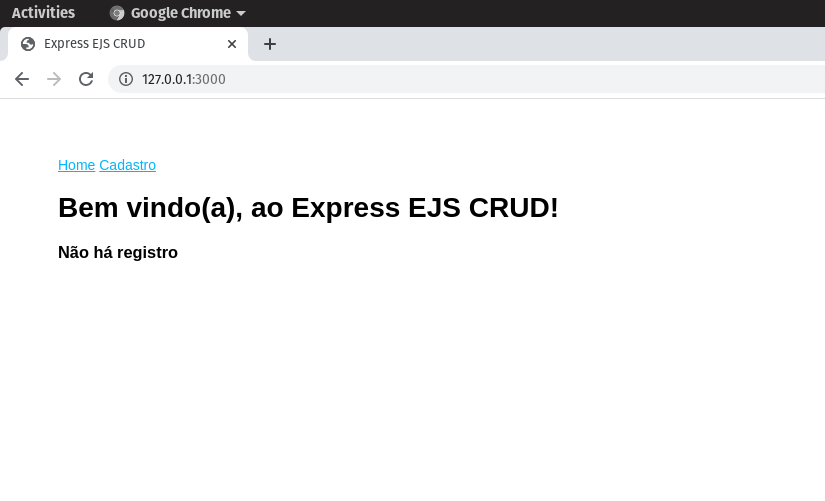 Activities Google Chrome
Express EJS CRUD
127.0.0.1:3000
Home Cadastro
Bem vindo(a), ao Express EJS CRUD!
Não há registro